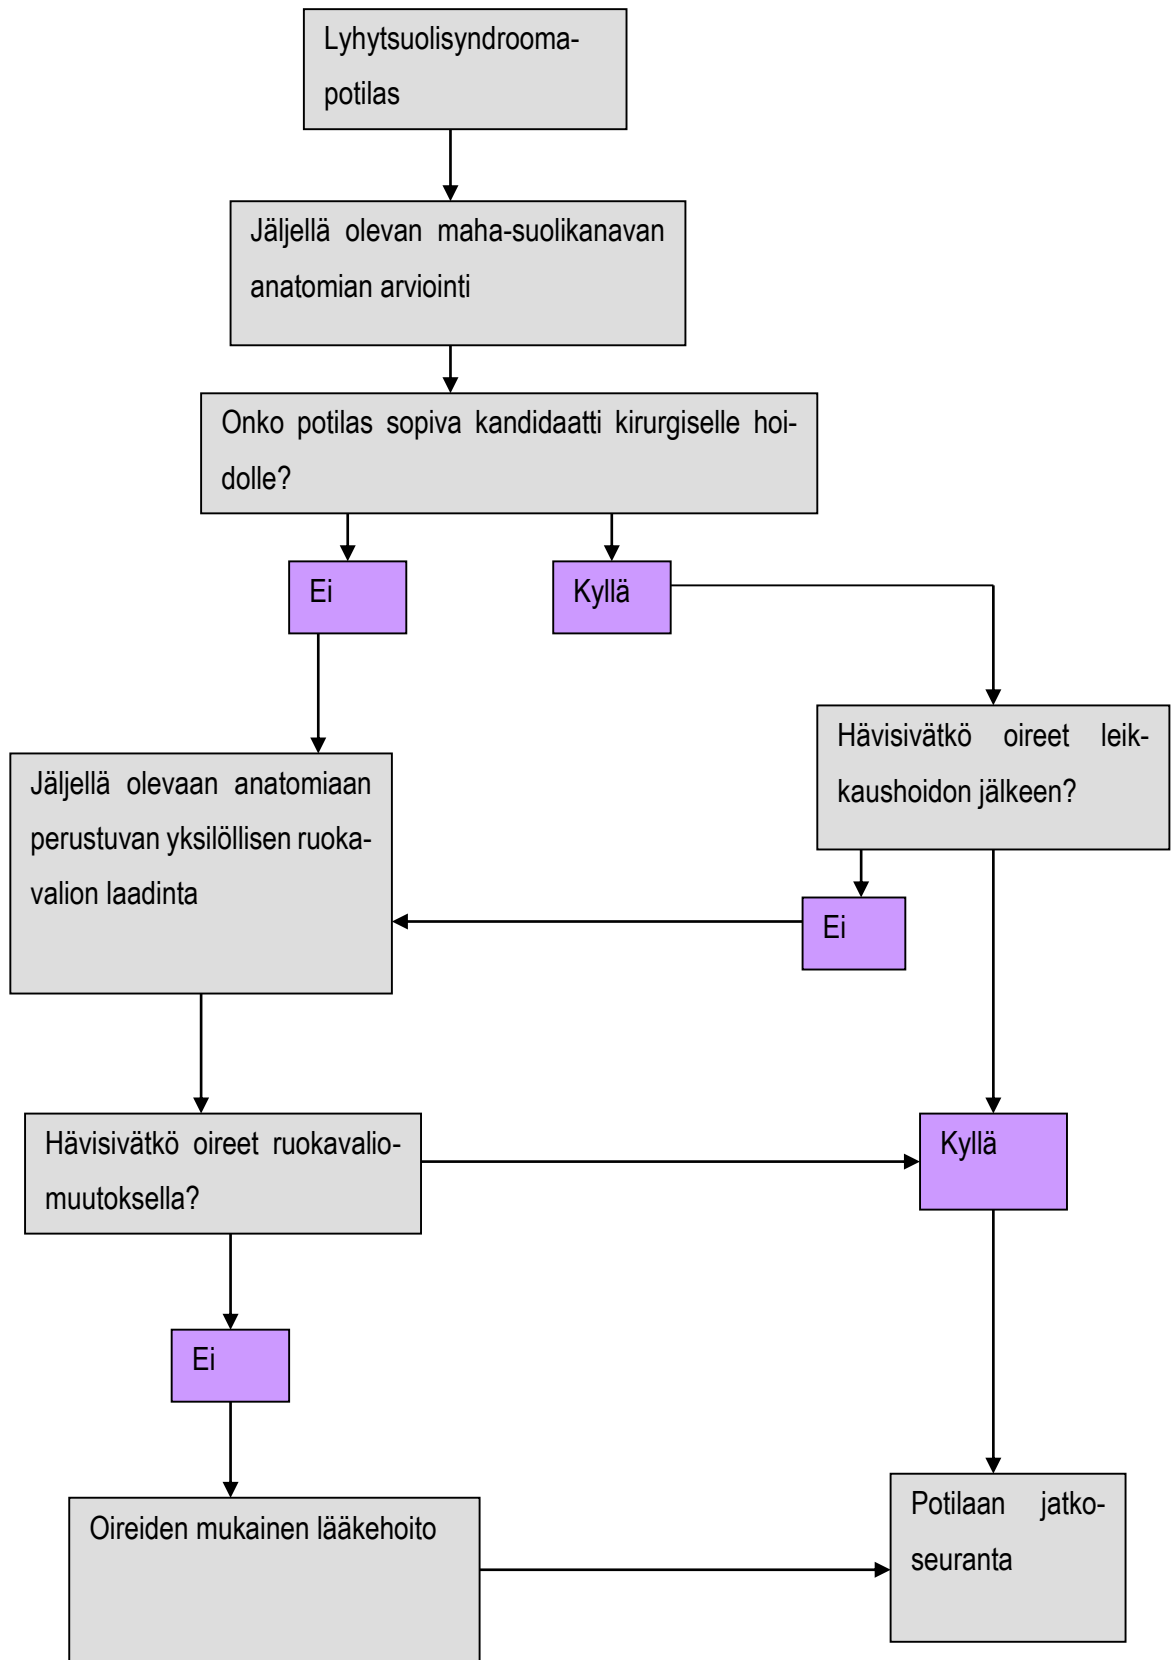 Lyhytsuolisyndrooma-
potilas
Jäljellä olevan maha-suolikanavan
anatomian arviointi
Onko potilas sopiva kandidaatti kirurgiselle hoi-
dolle?
Ei
Kyllä
Hävisivätkö oireet leik-
kaushoidon jälkeen?
Jäljellä olevaan anatomiaan
perustuvan yksilöllisen ruoka-
valion laadinta
Ei
Hävisivätkö oireet ruokavalio-
muutoksella?
Kyllä
Ei
Oireiden mukainen lääkehoito
Potilaan jatko-
seuranta